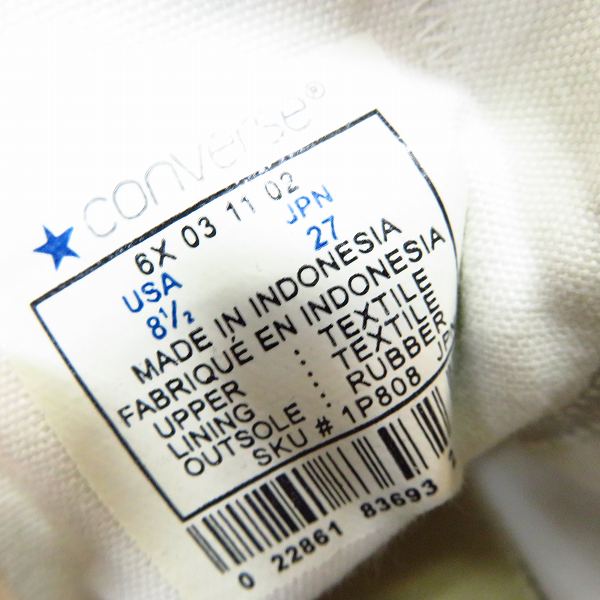 ★converse®
6X 03 11 02
USA JPN
8½ 27
MADE IN INDONESIA
FABRIQUÉ EN INDONESIA
UPPER : TEXTILE
LINING : TEXTILE
OUTSOLE : RUBBER
SKU # 1P808
0 22861 83693